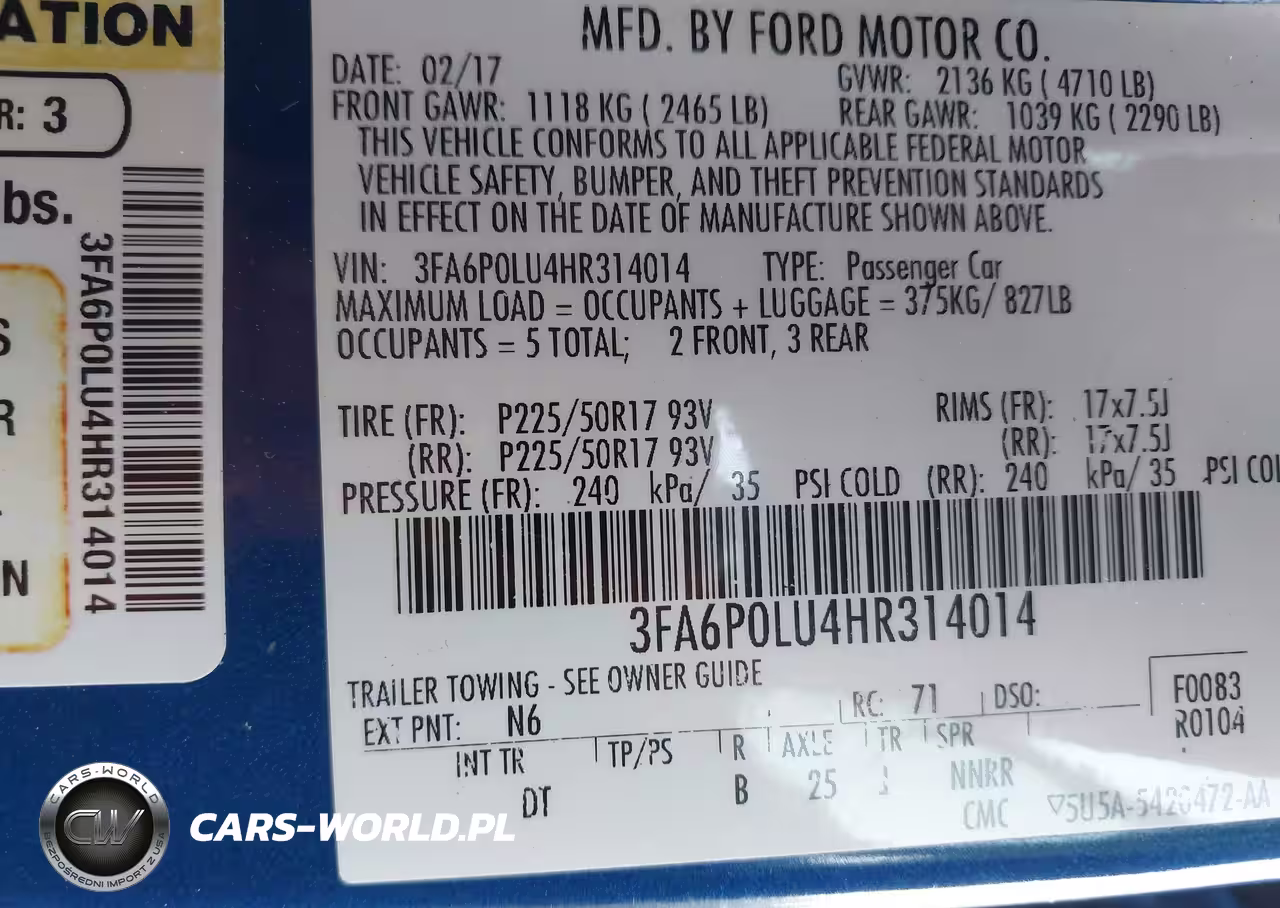 ATION
R: 3
bs.
3FA6P0LU4HR314014
S
R
N
MFD. BY FORD MOTOR CO.
DATE: 02/17 GVWR: 2136 KG ( 4710 LB)
FRONT GAWR: 1118 KG ( 2465 LB) REAR GAWR: 1039 KG ( 2290 LB)
THIS VEHICLE CONFORMS TO ALL APPLICABLE FEDERAL MOTOR
VEHICLE SAFETY, BUMPER, AND THEFT PREVENTION STANDARDS
IN EFFECT ON THE DATE OF MANUFACTURE SHOWN ABOVE.
VIN: 3FA6P0LU4HR314014 TYPE: Passenger Car
MAXIMUM LOAD = OCCUPANTS + LUGGAGE = 375KG/ 827LB
OCCUPANTS = 5 TOTAL; 2 FRONT, 3 REAR
TIRE (FR): P225/50R17 93V RIMS (FR): 17x7.5J
(RR): P225/50R17 93V (RR): 17x7.5J
PRESSURE (FR): 240 kPa/ 35 PSI COLD (RR): 240 kPa/ 35 PSI COL
3FA6P0LU4HR314014
TRAILER TOWING - SEE OWNER GUIDE
EXT PNT: N6 RC: 71 DSO: F0083
R0104
INT TR TP/PS R AXLE TR SPR
DT B 25 J NNRR
CMC
CARS-WORLD
CW
BEZPOŚREDNI IMPORT Z USA
CARS-WORLD.PL